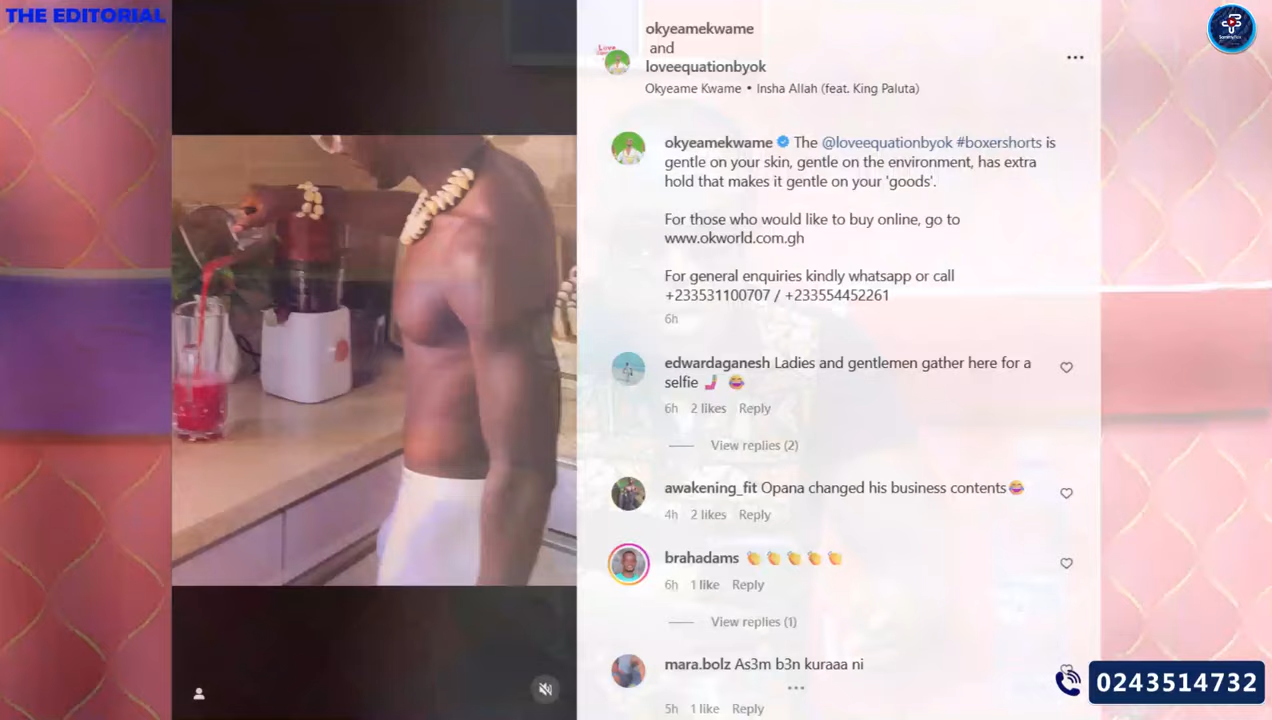 THE EDITORIAL
okyeamekwame
and
loveequationbyok
Okyeame Kwame • Insha Allah (feat. King Paluta)
okyeamekwame The @loveequationbyok #boxershorts is
gentle on your skin, gentle on the environment, has extra
hold that makes it gentle on your 'goods'.
For those who would like to buy online, go to
www.okworld.com.gh
For general enquiries kindly whatsapp or call
+233531100707 / +233554452261
6h
edwardaganesh Ladies and gentlemen gather here for a
selfie 🤳 😂
6h 2 likes Reply
View replies (2)
awakening_fit Opana changed his business contents😂
4h 2 likes Reply
brahadams 👏 👏 👏 👏 👏
6h 1 like Reply
View replies (1)
mara.bolz As3m b3n kuraaa ni
5h 1 like Reply
0243514732